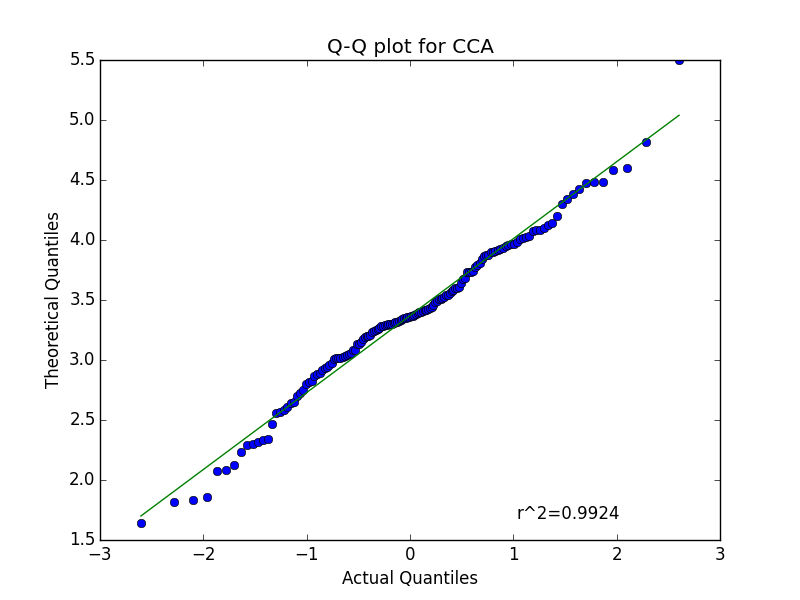 Q-Q plot for CCA
5.5
5.0
4.5
4.0
3.5
3.0
2.5
2.0
1.5
Theoretical Quantiles
r^2=0.9924
−3 −2 −1 0 1 2 3
Actual Quantiles